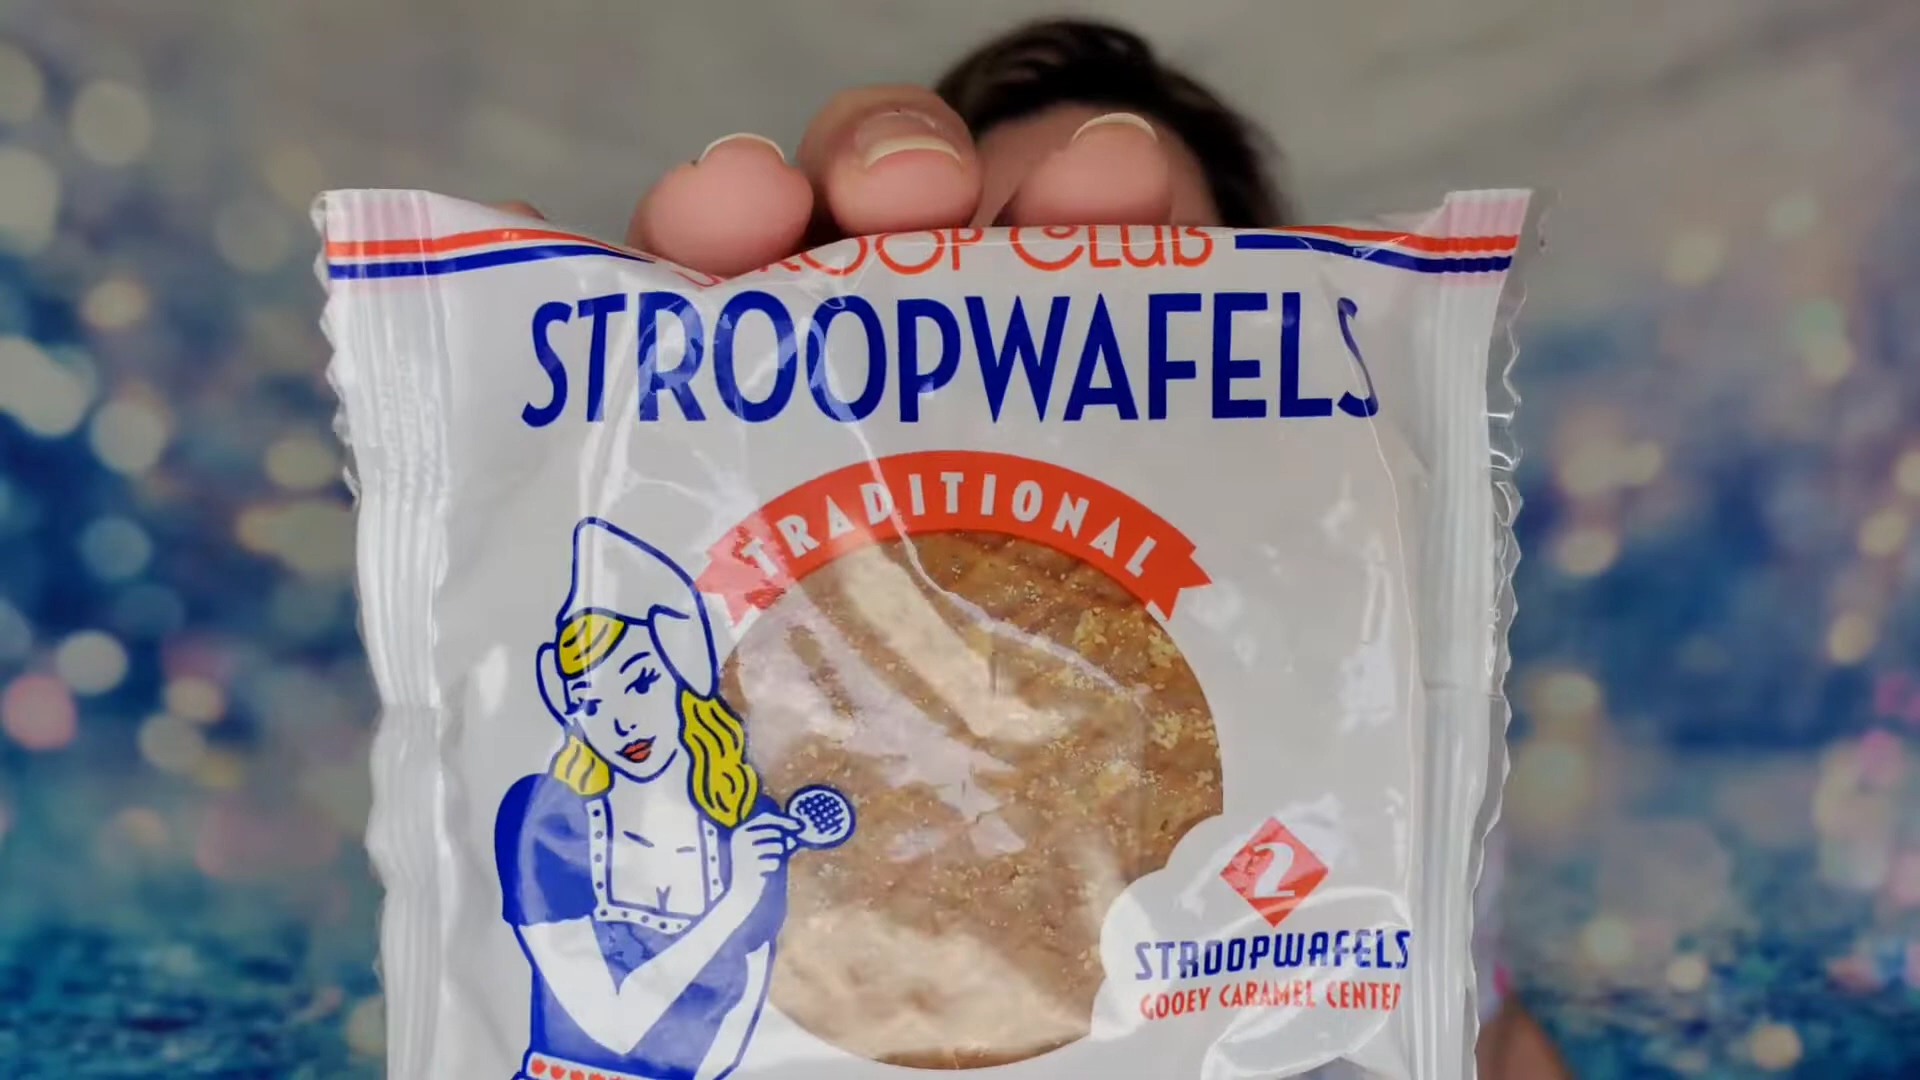 CLUB
STROOPWAFELS
TRADITIONAL
2
STROOPWAFELS
GOOEY CARAMEL CENTER